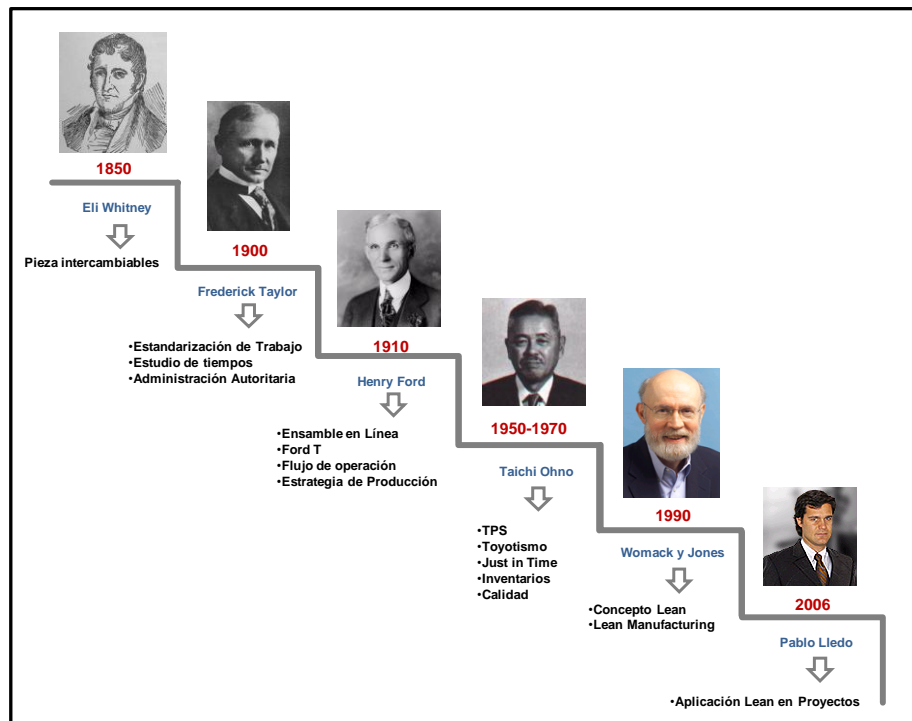 1850
Eli Whitney
Pieza intercambiables
1900
Frederick Taylor
•Estandarización de Trabajo
•Estudio de tiempos
•Administración Autoritaria
1910
Henry Ford
•Ensamble en Línea
•Ford T
•Flujo de operación
•Estrategia de Producción
1950-1970
Taichi Ohno
•TPS
•Toyotismo
•Just in Time
•Inventarios
•Calidad
1990
Womack y Jones
•Concepto Lean
•Lean Manufacturing
2006
Pablo Lledo
•Aplicación Lean en Proyectos